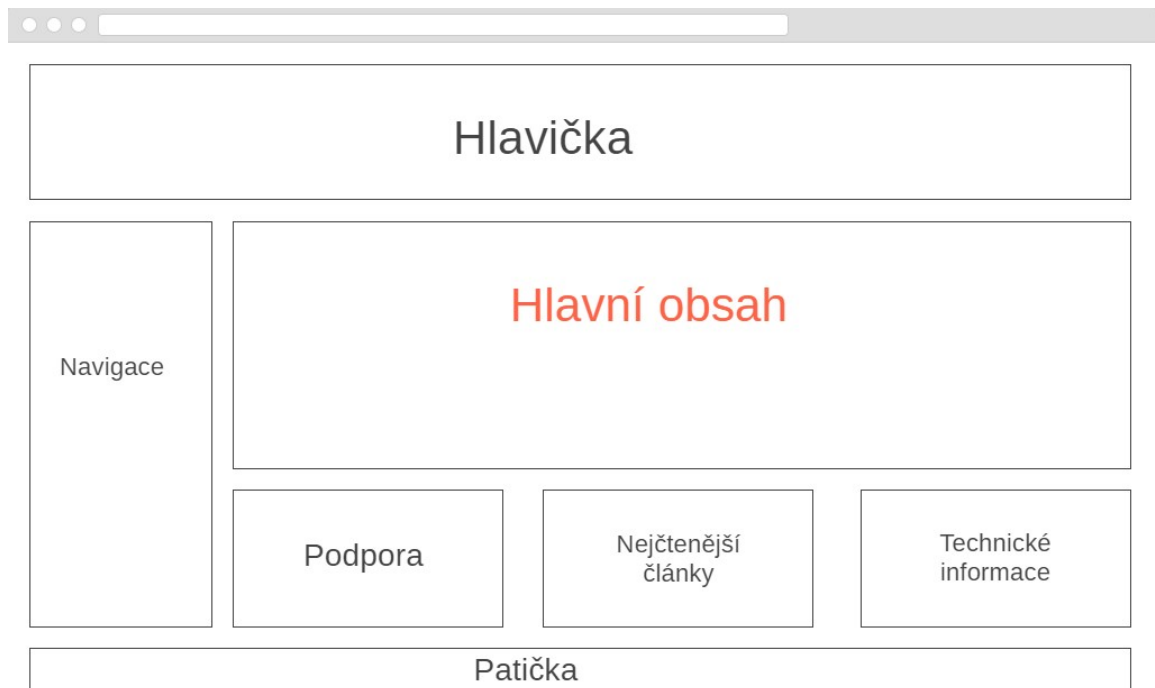 Hlavička
Hlavní obsah
Navigace
Podpora
Nejčtenější
články
Technické
informace
Patička